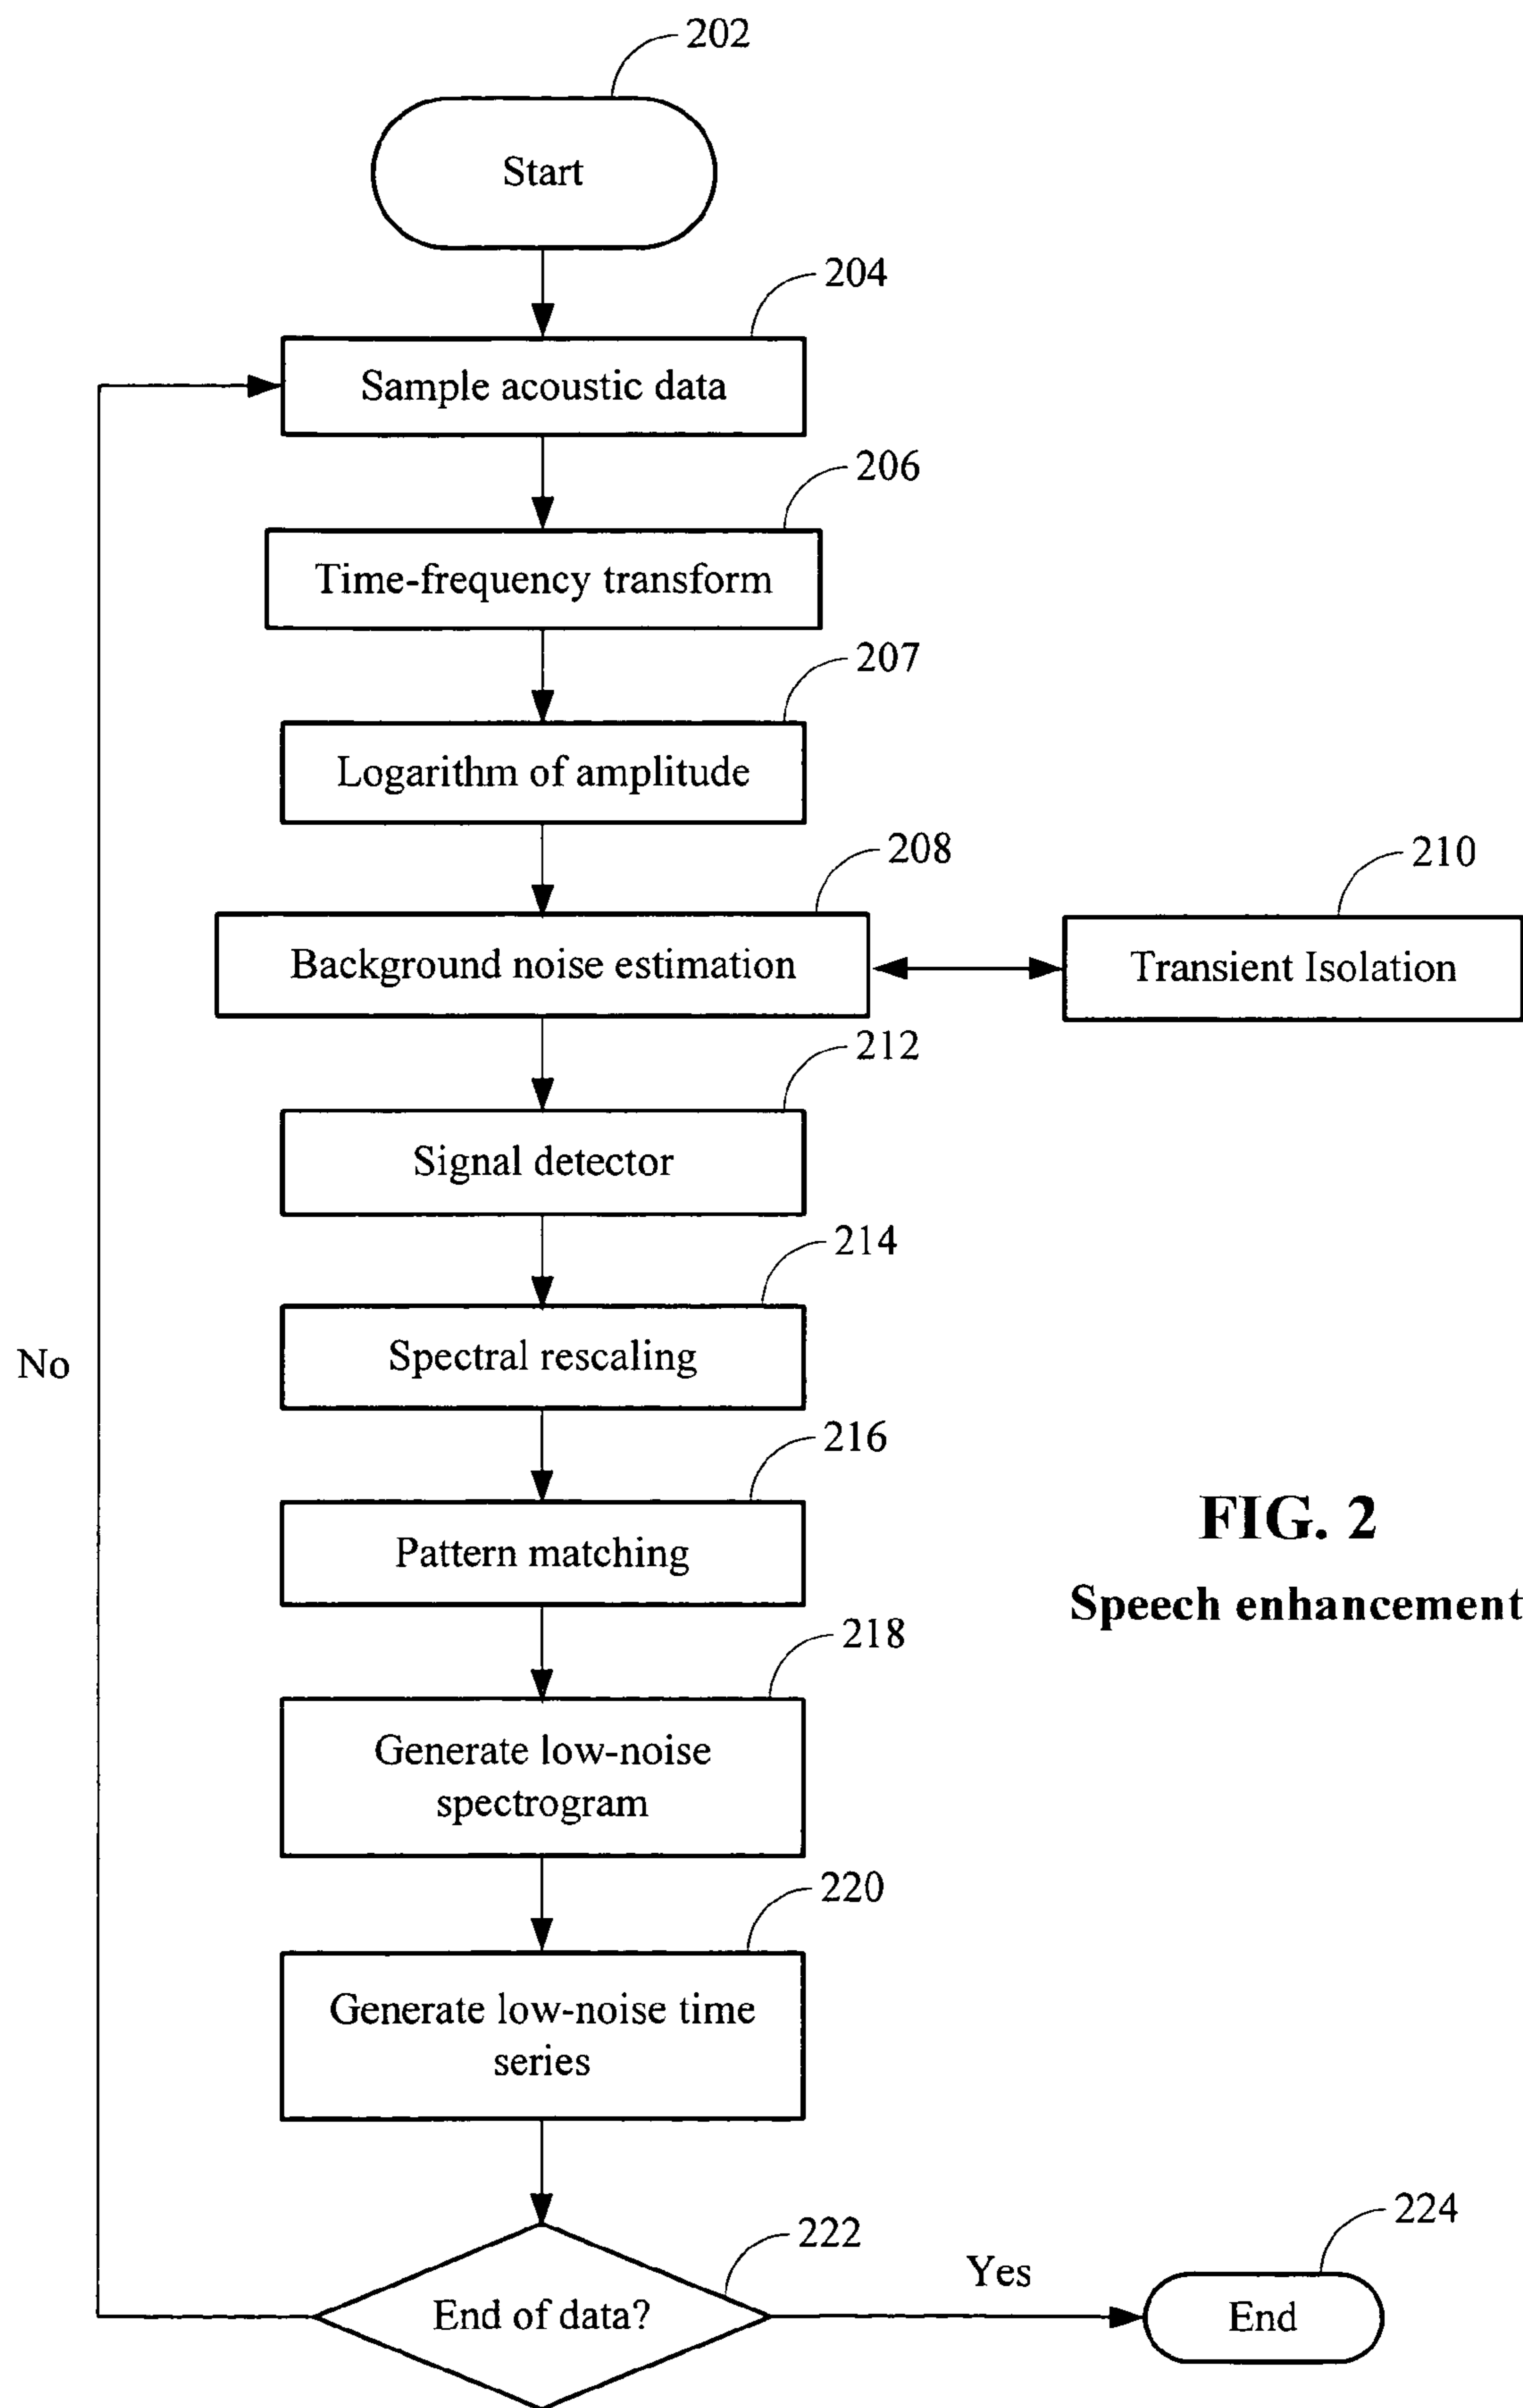 202
Start
204
Sample acoustic data
206
Time-frequency transform
207
Logarithm of amplitude
208
Background noise estimation
210
Transient Isolation
212
Signal detector
214
Spectral rescaling
No
216
Pattern matching
FIG. 2
Speech enhancement
218
Generate low-noise
spectrogram
220
Generate low-noise time
series
222
End of data?
Yes
224
End